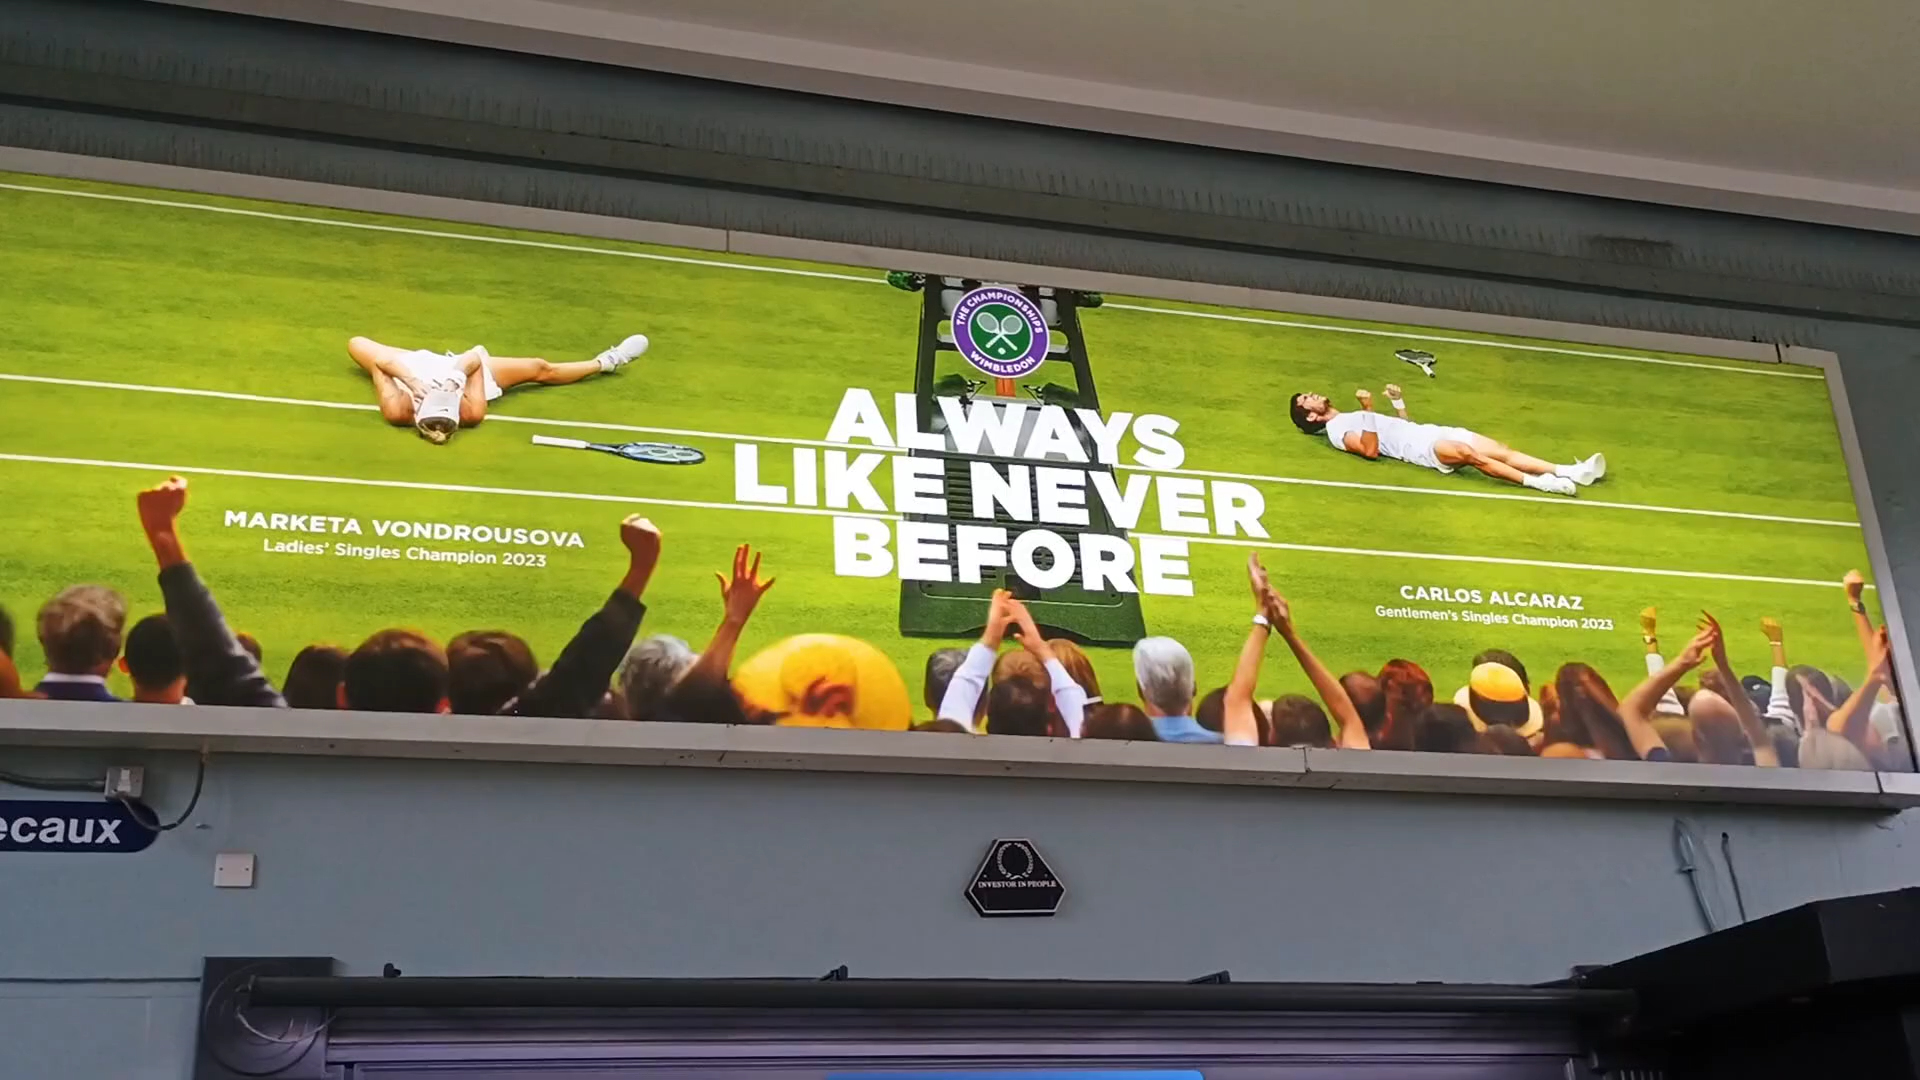 THE CHAMPIONSHIPS
WIMBLEDON
ALWAYS
LIKE NEVER
BEFORE
MARKETA VONDROUSOVA
Ladies' Singles Champion 2023
CARLOS ALCARAZ
Gentlemen's Singles Champion 2023
ecaux
INVESTOR IN PEOPLE